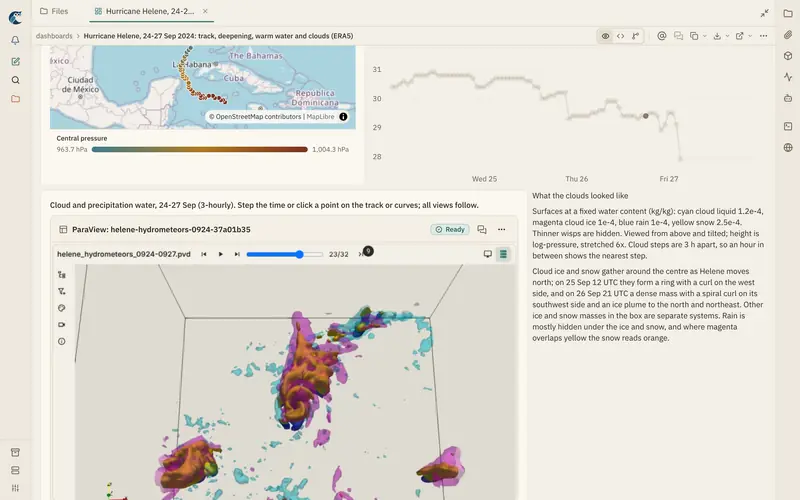 Files
Hurricane Helene, 24-2...
dashboards > Hurricane Helene, 24-27 Sep 2024: track, deepening, warm water and clouds (ERA5)
The Bahamas
La Habana
México
Cuba
Ciudad
de México
República
Dominicana
© OpenStreetMap contributors | MapLibre
Central pressure
963.7 hPa
1,004.3 hPa
31
30
29
28
Wed 25
Thu 26
Fri 27
Cloud and precipitation water, 24-27 Sep (3-hourly). Step the time or click a point on the track or curves; all views follow.
ParaView: helene-hydrometeors-0924-37a01b35
Ready
helene_hydrometeors_0924-0927.pvd
23/32
What the clouds looked like
Surfaces at a fixed water content (kg/kg): cyan cloud liquid 1.2e-4,
magenta cloud ice 1e-4, blue rain 1e-4, yellow snow 2.5e-4.
Thinner wisps are hidden. Viewed from above and tilted; height is
log-pressure, stretched 6x. Cloud steps are 3 h apart, so an hour in
between shows the nearest step.
Cloud ice and snow gather around the centre as Helene moves
north; on 25 Sep 12 UTC they form a ring with a curl on the west
side, and on 26 Sep 21 UTC a dense mass with a spiral curl on its
southwest side and an ice plume to the north and northeast. Other
ice and snow masses in the box are separate systems. Rain is
mostly hidden under the ice and snow, and where magenta
overlaps yellow the snow reads orange.